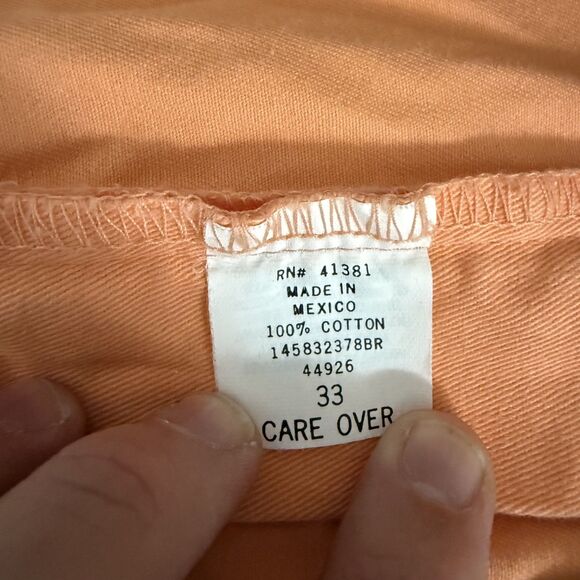 RN# 41381
MADE IN
MEXICO
100% COTTON
145832378BR
44926
33
CARE OVER